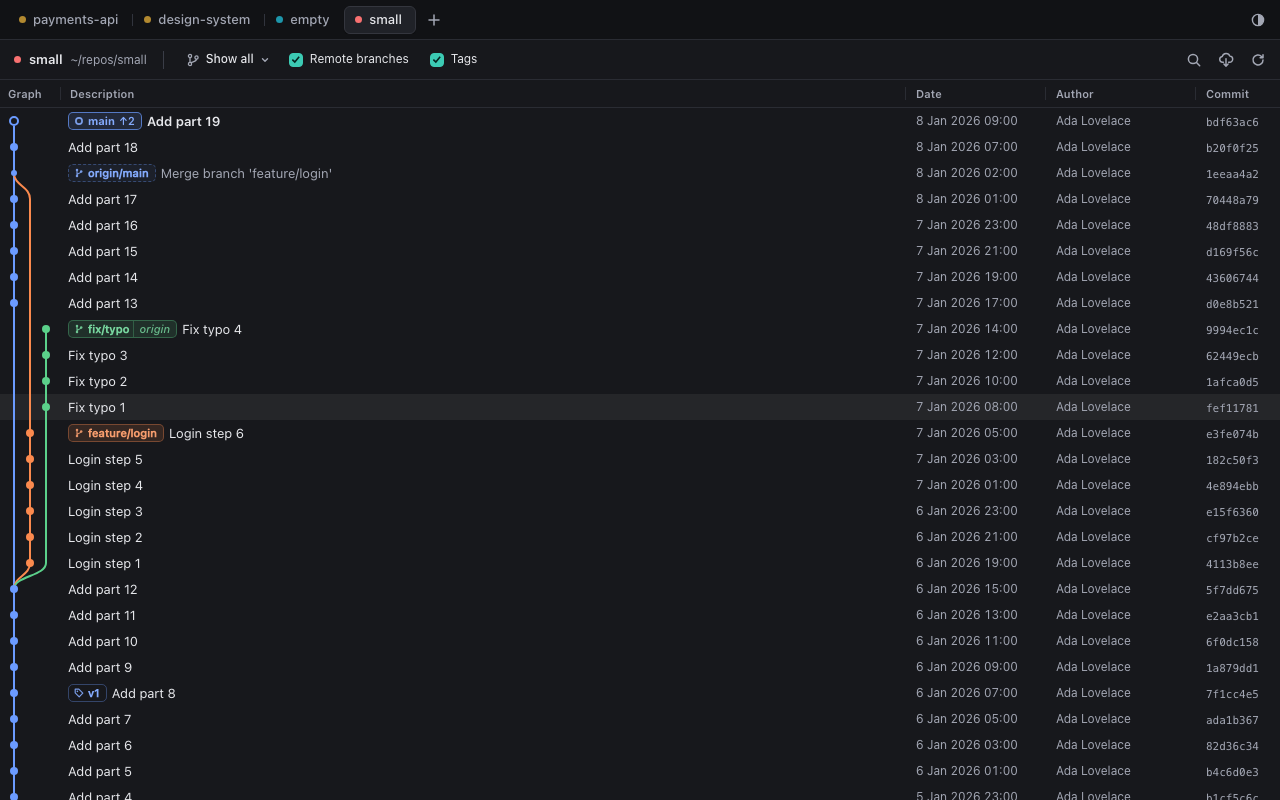 payments-api design-system empty small
small ~/repos/small Show all Remote branches Tags
Graph Description Date Author Commit
main ↑2 Add part 19 8 Jan 2026 09:00 Ada Lovelace bdf63ac6
Add part 18 8 Jan 2026 07:00 Ada Lovelace b20f0f25
origin/main Merge branch 'feature/login' 8 Jan 2026 02:00 Ada Lovelace 1eeaa4a2
Add part 17 8 Jan 2026 01:00 Ada Lovelace 70448a79
Add part 16 7 Jan 2026 23:00 Ada Lovelace 48df8883
Add part 15 7 Jan 2026 21:00 Ada Lovelace d169f56c
Add part 14 7 Jan 2026 19:00 Ada Lovelace 43606744
Add part 13 7 Jan 2026 17:00 Ada Lovelace d0e8b521
fix/typo origin Fix typo 4 7 Jan 2026 14:00 Ada Lovelace 9994ec1c
Fix typo 3 7 Jan 2026 12:00 Ada Lovelace 62449ecb
Fix typo 2 7 Jan 2026 10:00 Ada Lovelace 1afca0d5
Fix typo 1 7 Jan 2026 08:00 Ada Lovelace fef11781
feature/login Login step 6 7 Jan 2026 05:00 Ada Lovelace e3fe074b
Login step 5 7 Jan 2026 03:00 Ada Lovelace 182c50f3
Login step 4 7 Jan 2026 01:00 Ada Lovelace 4e894ebb
Login step 3 6 Jan 2026 23:00 Ada Lovelace e15f6360
Login step 2 6 Jan 2026 21:00 Ada Lovelace cf97b2ce
Login step 1 6 Jan 2026 19:00 Ada Lovelace 4113b8ee
Add part 12 6 Jan 2026 15:00 Ada Lovelace 5f7dd675
Add part 11 6 Jan 2026 13:00 Ada Lovelace e2aa3cb1
Add part 10 6 Jan 2026 11:00 Ada Lovelace 6f0dc158
Add part 9 6 Jan 2026 09:00 Ada Lovelace 1a879dd1
v1 Add part 8 6 Jan 2026 07:00 Ada Lovelace 7f1cc4e5
Add part 7 6 Jan 2026 05:00 Ada Lovelace ada1b367
Add part 6 6 Jan 2026 03:00 Ada Lovelace 82d36c34
Add part 5 6 Jan 2026 01:00 Ada Lovelace b4c6d0e3
Add part 4 5 Jan 2026 23:00 Ada Lovelace b1cf5c6c